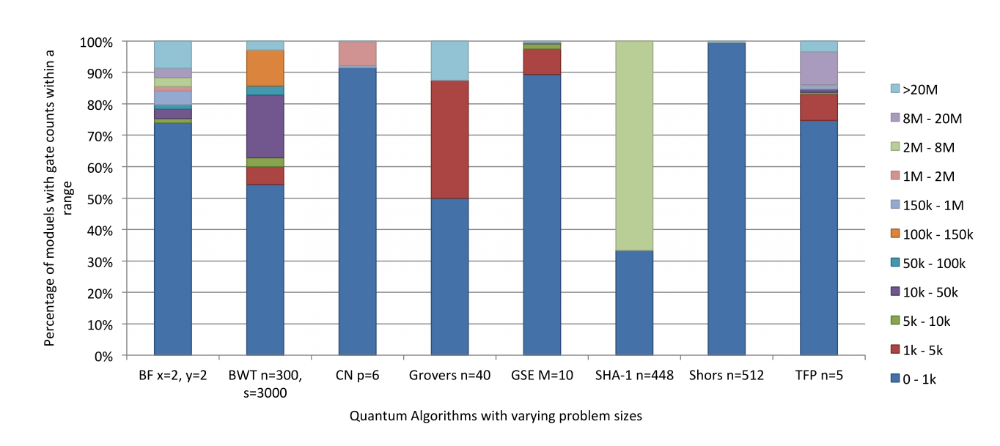 Percentage of moduels with gate counts within a
range
100%
90%
80%
70%
60%
50%
40%
30%
20%
10%
0%
BF x=2, y=2
BWT n=300,
s=3000
CN p=6
Grovers n=40
GSE M=10
SHA-1 n=448
Shors n=512
TFP n=5
Quantum Algorithms with varying problem sizes
>20M
8M - 20M
2M - 8M
1M - 2M
150k - 1M
100k - 150k
50k - 100k
10k - 50k
5k - 10k
1k - 5k
0 - 1k